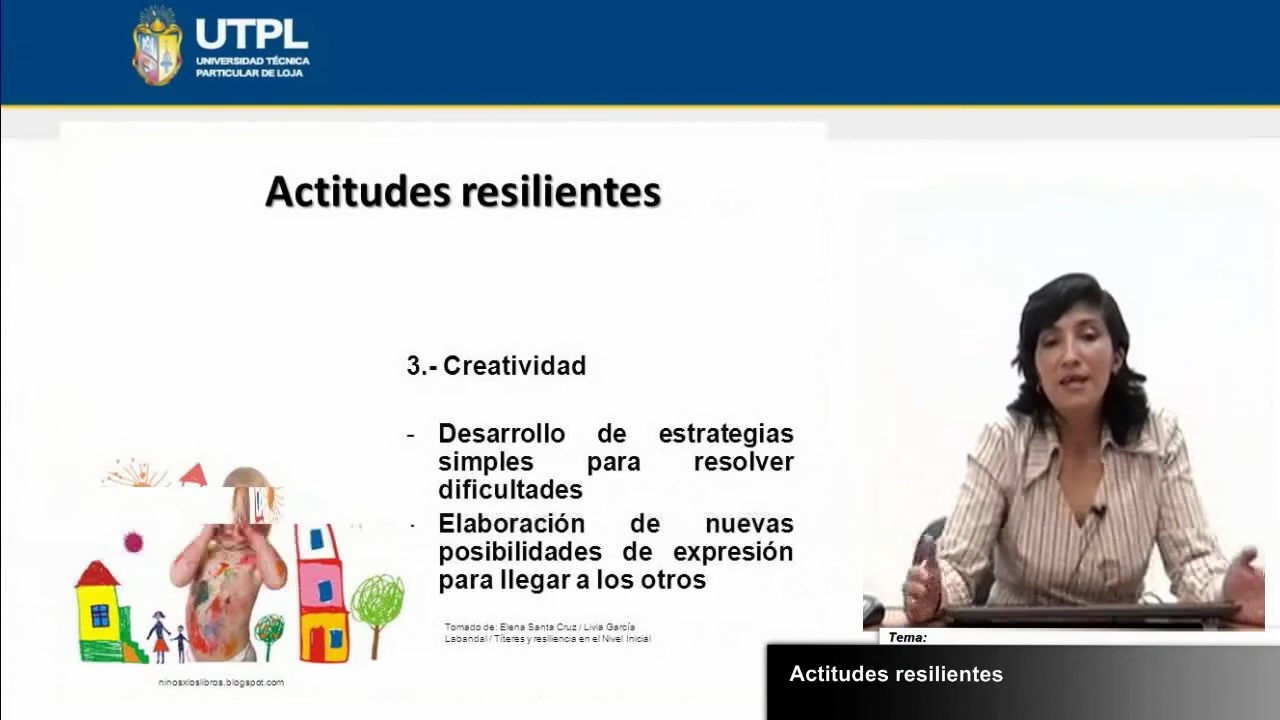 UTPL
UNIVERSIDAD TÉCNICA
PARTICULAR DE LOJA
Actitudes resilientes
3.- Creatividad
- Desarrollo de estrategias
simples para resolver
dificultades
- Elaboración de nuevas
posibilidades de expresión
para llegar a los otros
Tomado de: Elena Santa Cruz / Livia García
Labandal / Títeres y resiliencia en el Nivel Inicial
ninosxloslibros.blogspot.com
Tema:
Actitudes resilientes